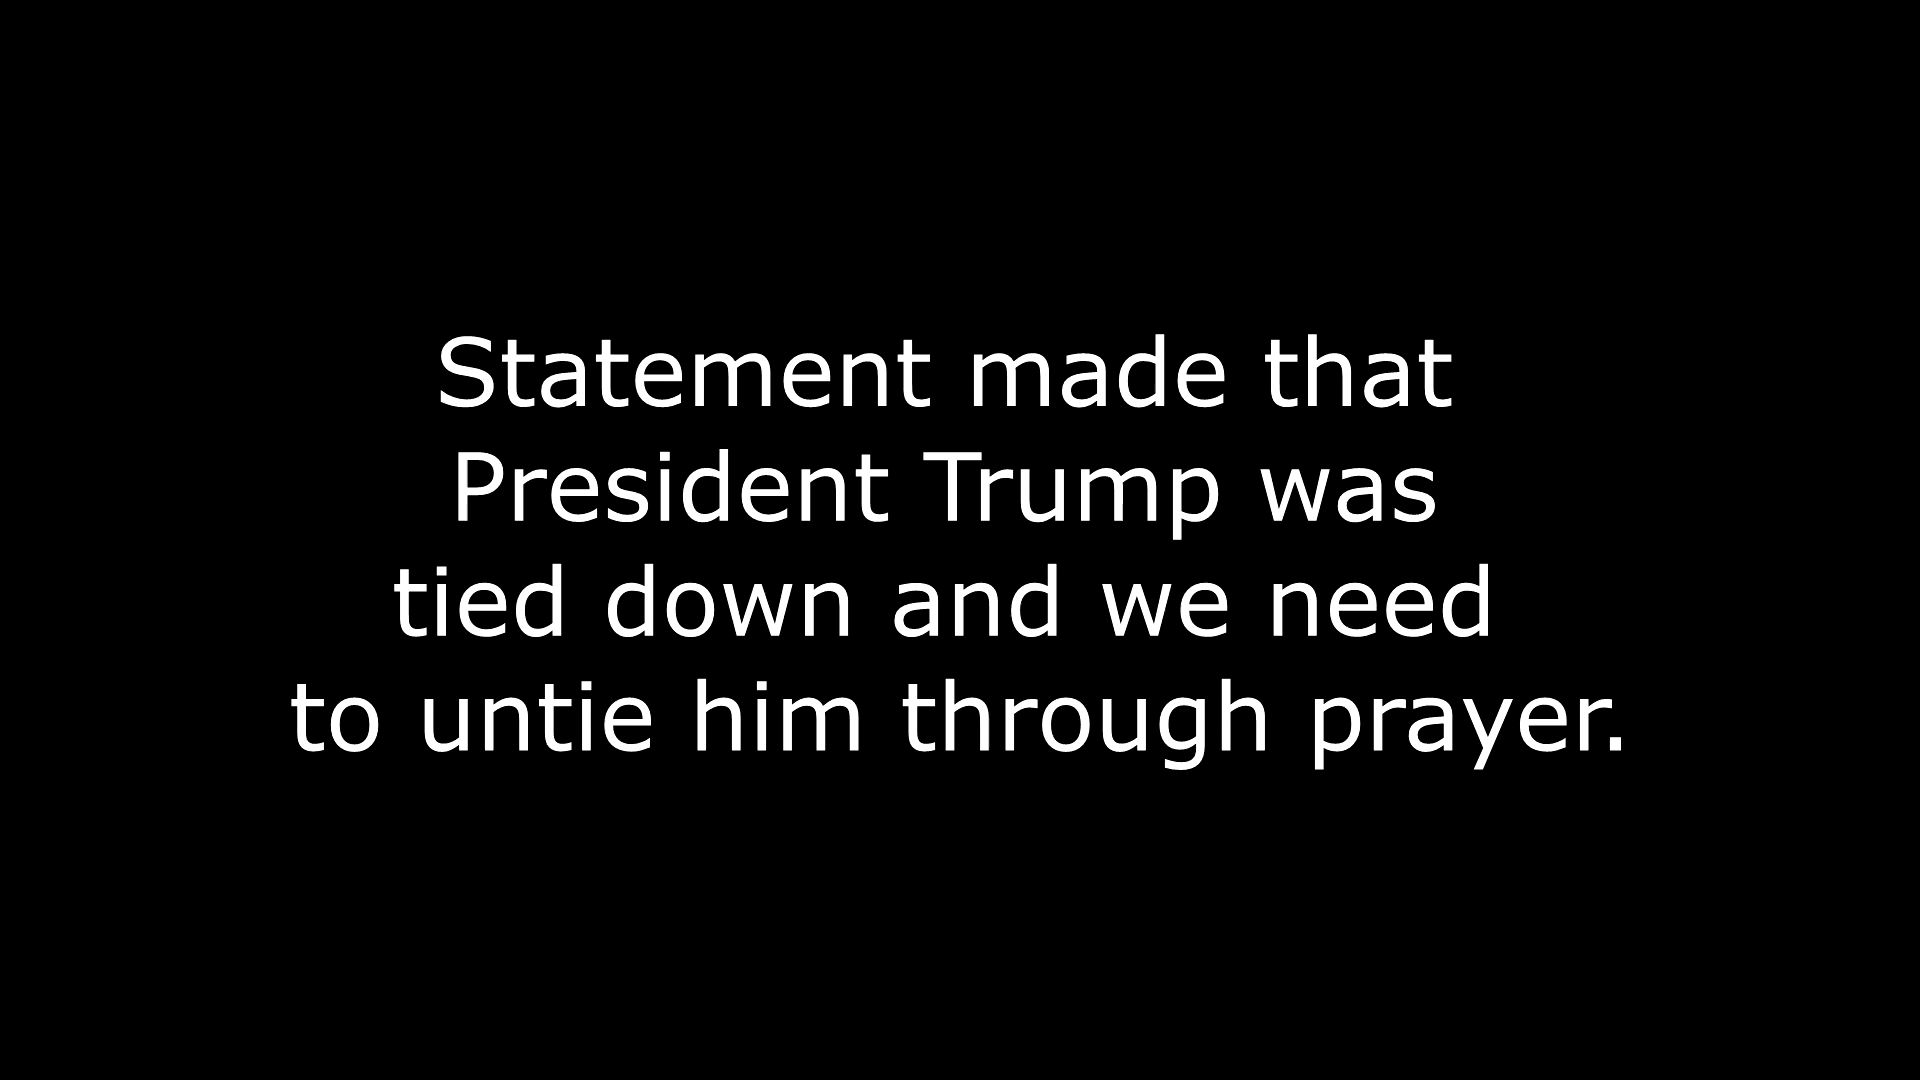 Statement made that
President Trump was
tied down and we need
to untie him through prayer.